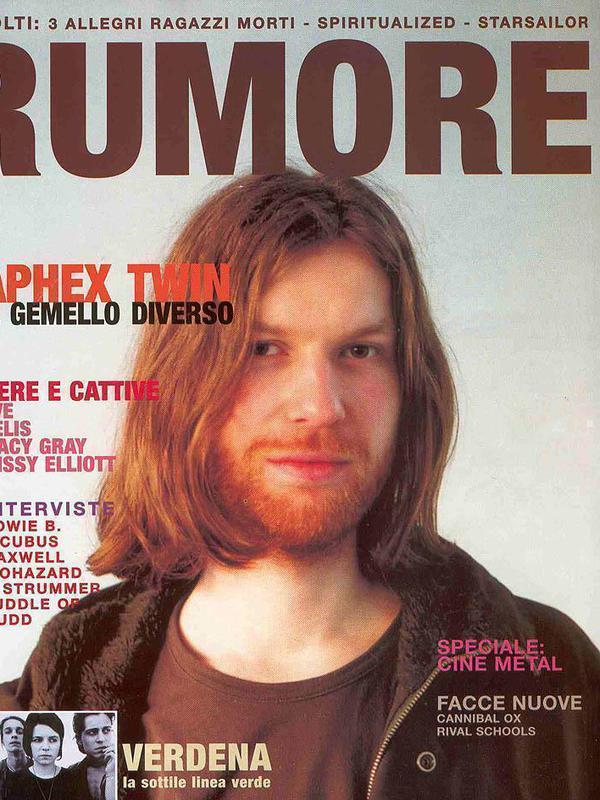 OLTI: 3 ALLEGRI RAGAZZI MORTI - SPIRITUALIZED - STARSAILOR
RUMORE
APHEX TWIN
GEMELLO DIVERSO
ERE E CATTIVE
VE
ELIS
ACY GRAY
ISSY ELLIOTT
NTERVISTE
OWIE B.
CUBUS
AXWELL
OHAZARD
STRUMMER
UDDLE OF
UDD
SPECIALE:
CINE METAL
FACCE NUOVE
CANNIBAL OX
RIVAL SCHOOLS
VERDENA
la sottile linea verde